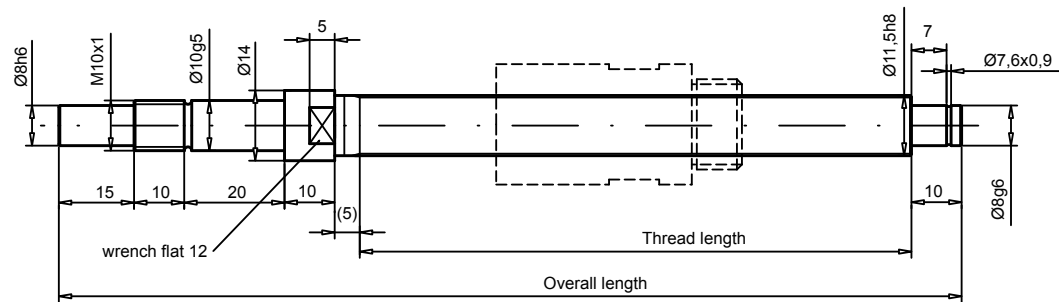 5
7
Ø8h6
M10x1
Ø10g5
Ø14
Ø11,5h8
Ø7,6x0,9
15
10
20
10
(5)
10
Ø8g6
wrench flat 12
Thread length
Overall length